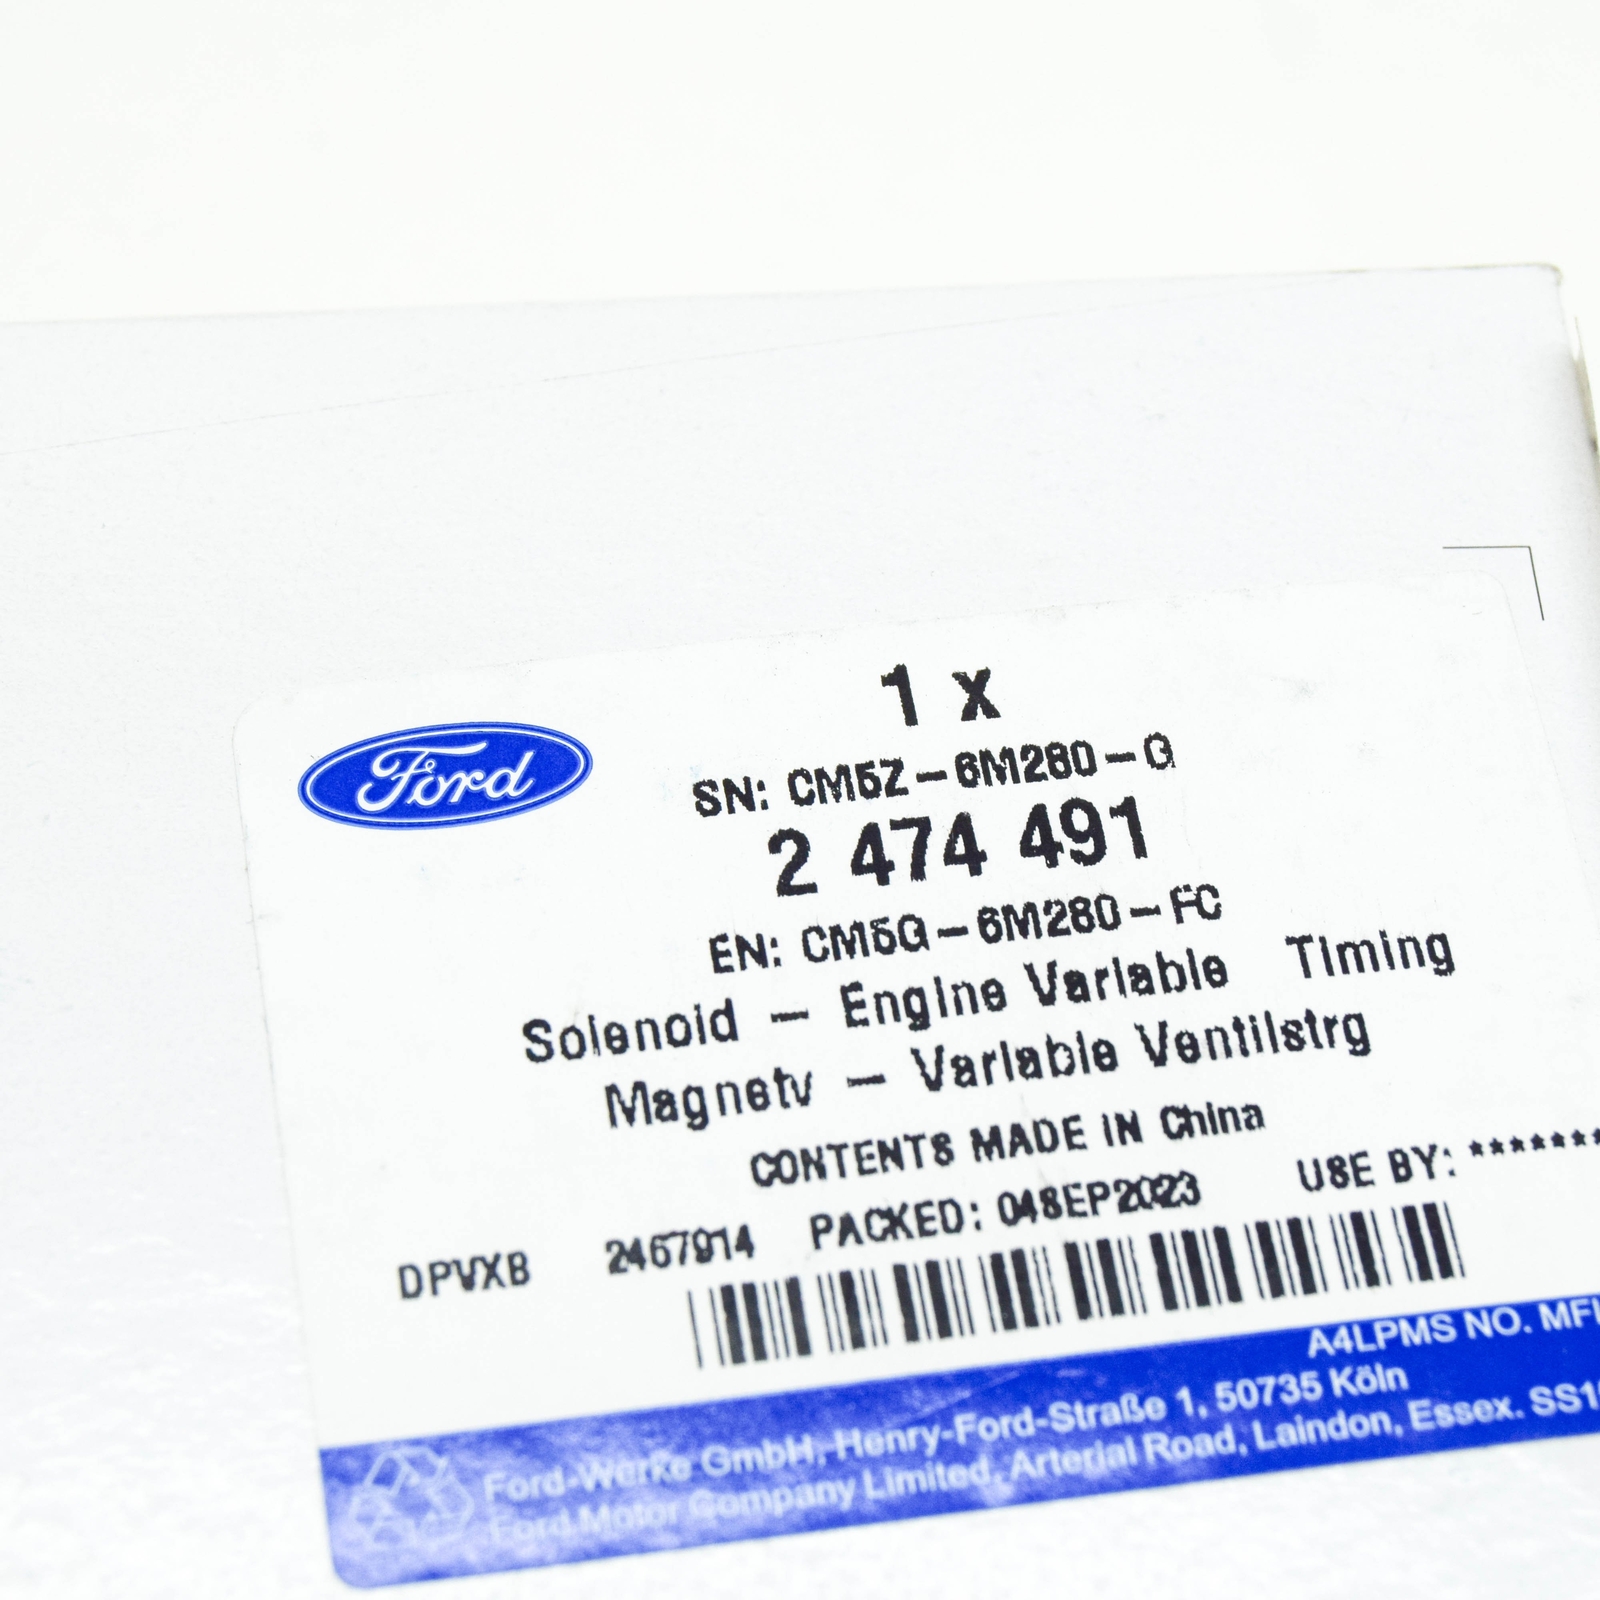 Ford
1 x
SN: CM5Z-6M280-G
2 474 491
EN: CM5G-6M280-FC
Solenoid - Engine Variable Timing
Magnetv - Variable Ventilstrg
CONTENTS MADE IN China
DPVXB 2467914 PACKED: 04SEP2023 USE BY: *******
A4LPMS NO. MF
Ford-Werke GmbH, Henry-Ford-Straße 1, 50735 Köln
Ford Motor Company Limited, Arterial Road, Laindon, Essex. SS1